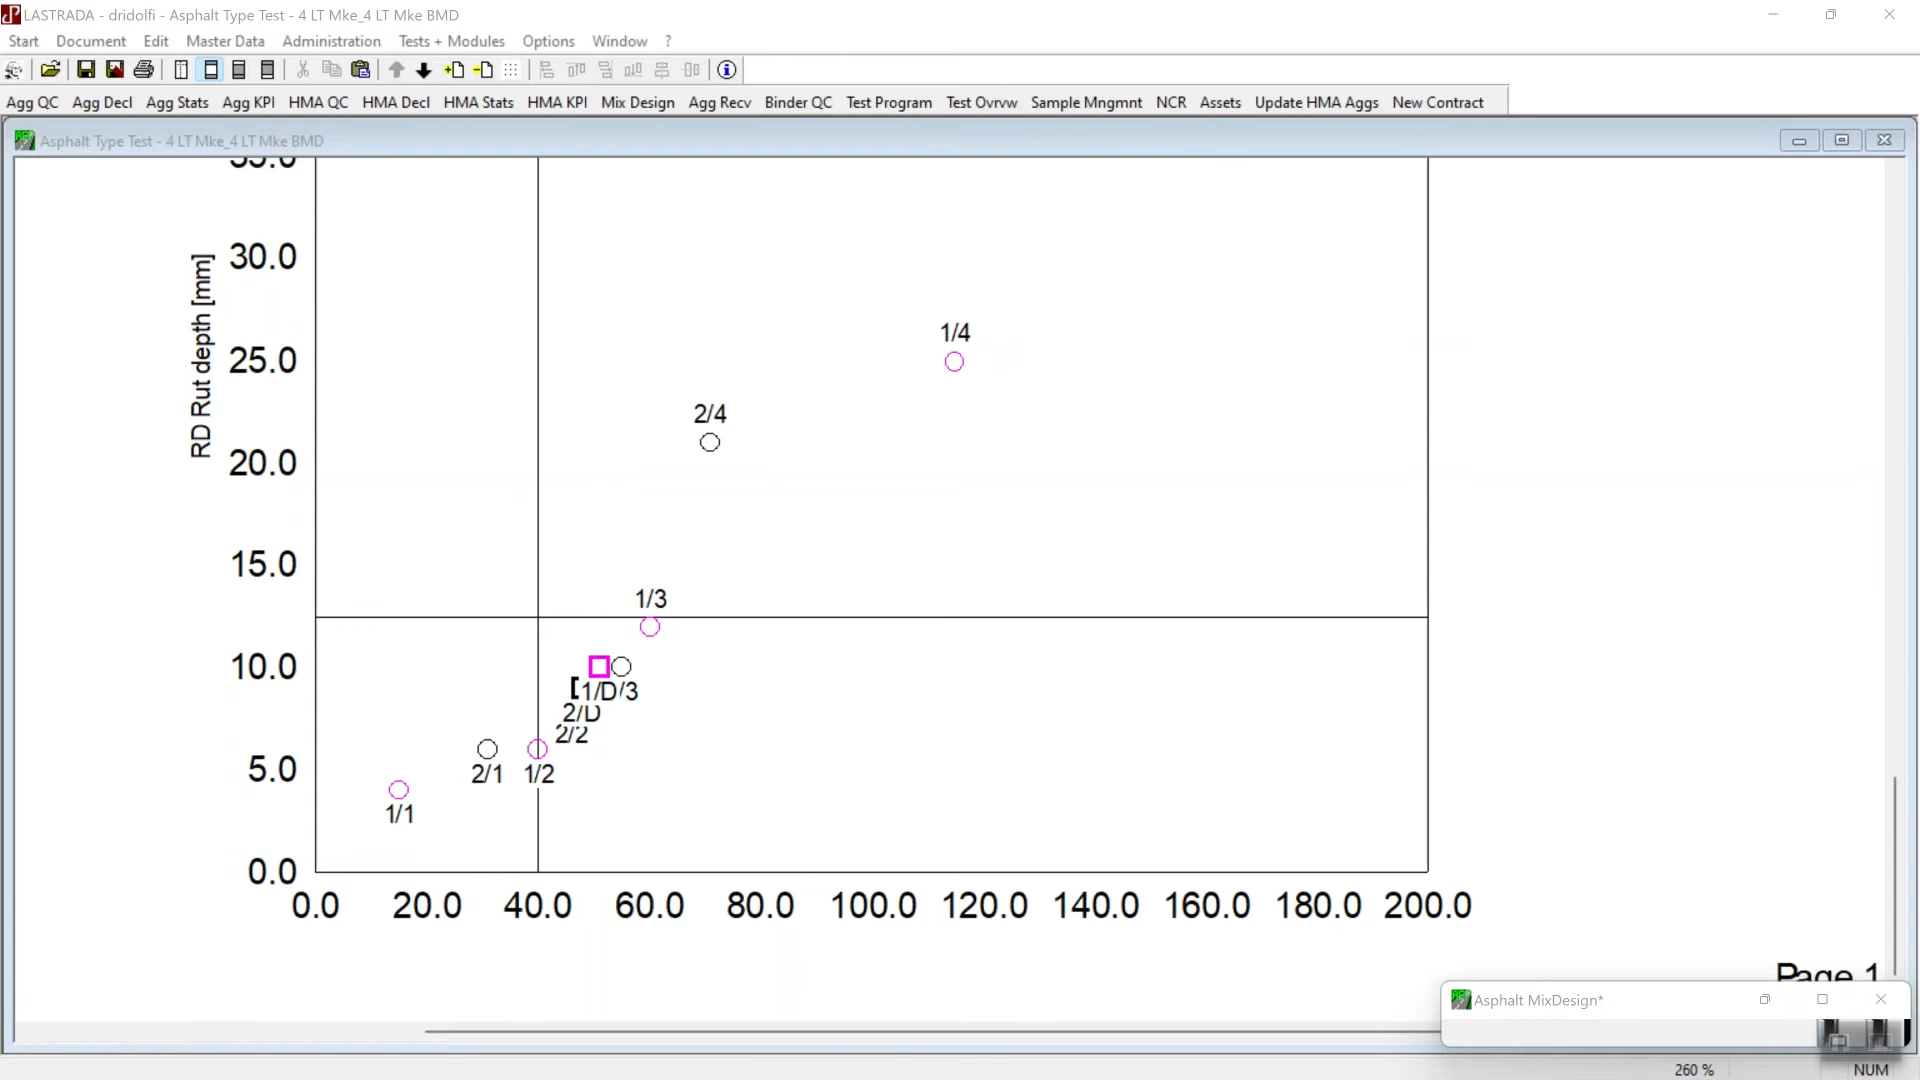 LASTRADA - dridolfi - Asphalt Type Test - 4 LT Mke_4 LT Mke BMD
Start Document Edit Master Data Administration Tests + Modules Options Window ?
Agg QC Agg Decl Agg Stats Agg KPI HMA QC HMA Decl HMA Stats HMA KPI Mix Design Agg Recv Binder QC Test Program Test Ovrvw Sample Mngmnt NCR Assets Update HMA Aggs New Contract
Asphalt Type Test - 4 LT Mke_4 LT Mke BMD
35.0
30.0
RD Rut depth [mm]
1/4
25.0
2/4
20.0
15.0
1/3
10.0
1/D/3
2/D
2/2
5.0
2/1 1/2
1/1
0.0
0.0 20.0 40.0 60.0 80.0 100.0 120.0 140.0 160.0 180.0 200.0
Page 1
Asphalt MixDesign*
260 % NUM